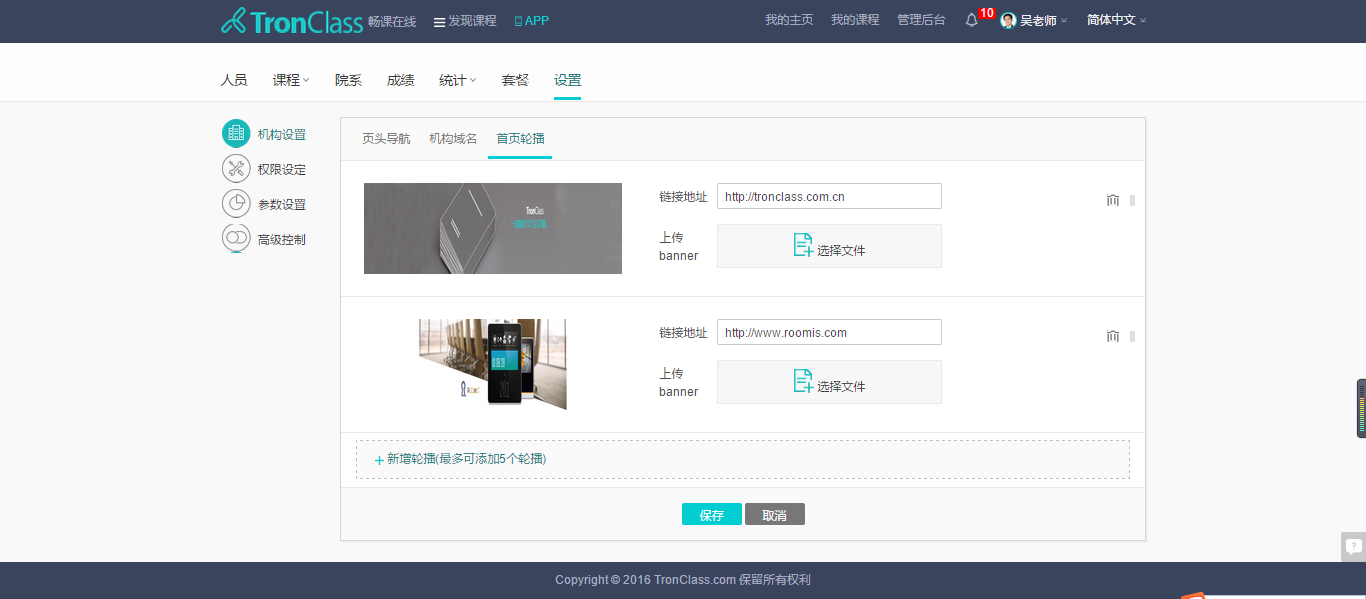 TronClass 畅课在线 发现课程 APP 我的主页 我的课程 管理后台 10 吴老师 简体中文
人员 课程 院系 成绩 统计 套餐 设置
机构设置
权限设定
参数设置
高级控制
页头导航 机构域名 首页轮播
TronClass
链接地址 http://tronclass.com.cn
上传
banner
选择文件
链接地址 http://www.roomis.com
上传
banner
选择文件
+ 新增轮播(最多可添加5个轮播)
保存 取消
Copyright © 2016 TronClass.com 保留所有权利